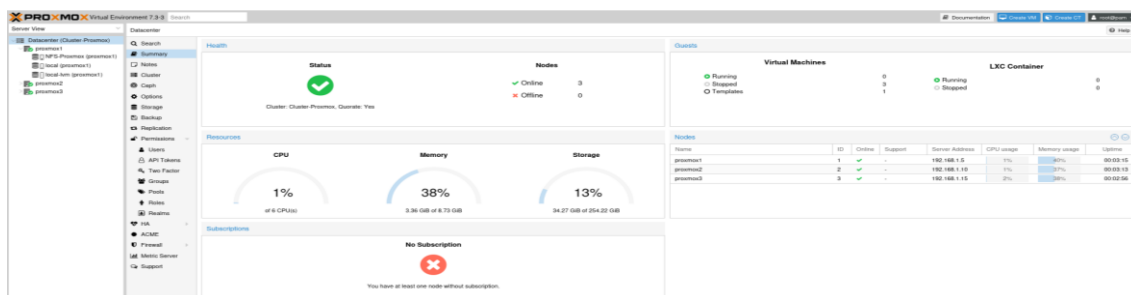 PROXMOX Virtual Environment 7.3-3 Search
Documentation Create VM Create CT root@pam
Server View
Datacenter
Help
Datacenter (Cluster-Proxmox)
proxmox1
NFS-Proxmox (proxmox1)
local (proxmox1)
local-lvm (proxmox1)
proxmox2
proxmox3
Search
Summary
Notes
Cluster
Ceph
Options
Storage
Backup
Replication
Permissions
Users
API Tokens
Two Factor
Groups
Pools
Roles
Realms
HA
ACME
Firewall
Metric Server
Support
Health
Status
Nodes
Online 3
Offline 0
Cluster: Cluster-Proxmox, Quorate: Yes
Guests
Virtual Machines
Running 0
Stopped 3
Templates 1
LXC Container
Running 0
Stopped 0
Resources
CPU
1%
of 6 CPU(s)
Memory
38%
3.36 GiB of 8.73 GiB
Storage
13%
34.27 GiB of 254.22 GiB
Nodes
Name ID Online Support Server Address CPU usage Memory usage Uptime
proxmox1 1 - 192.168.1.5 1% 40% 00:03:15
proxmox2 2 - 192.168.1.10 1% 37% 00:03:13
proxmox3 3 - 192.168.1.15 2% 38% 00:02:56
Subscriptions
No Subscription
You have at least one node without subscription.